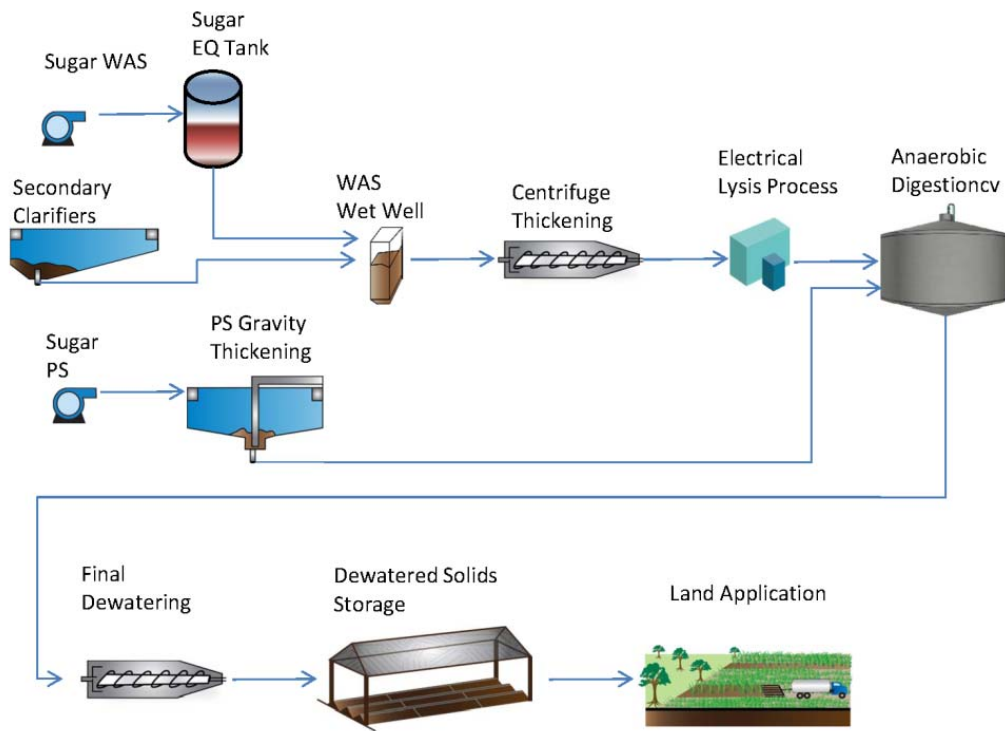 Sugar
EQ Tank
Sugar WAS
Secondary
Clarifiers
WAS
Wet Well
Centrifuge
Thickening
Electrical
Lysis Process
Anaerobic
Digestioncv
Sugar
PS
PS Gravity
Thickening
Final
Dewatering
Dewatered Solids
Storage
Land Application